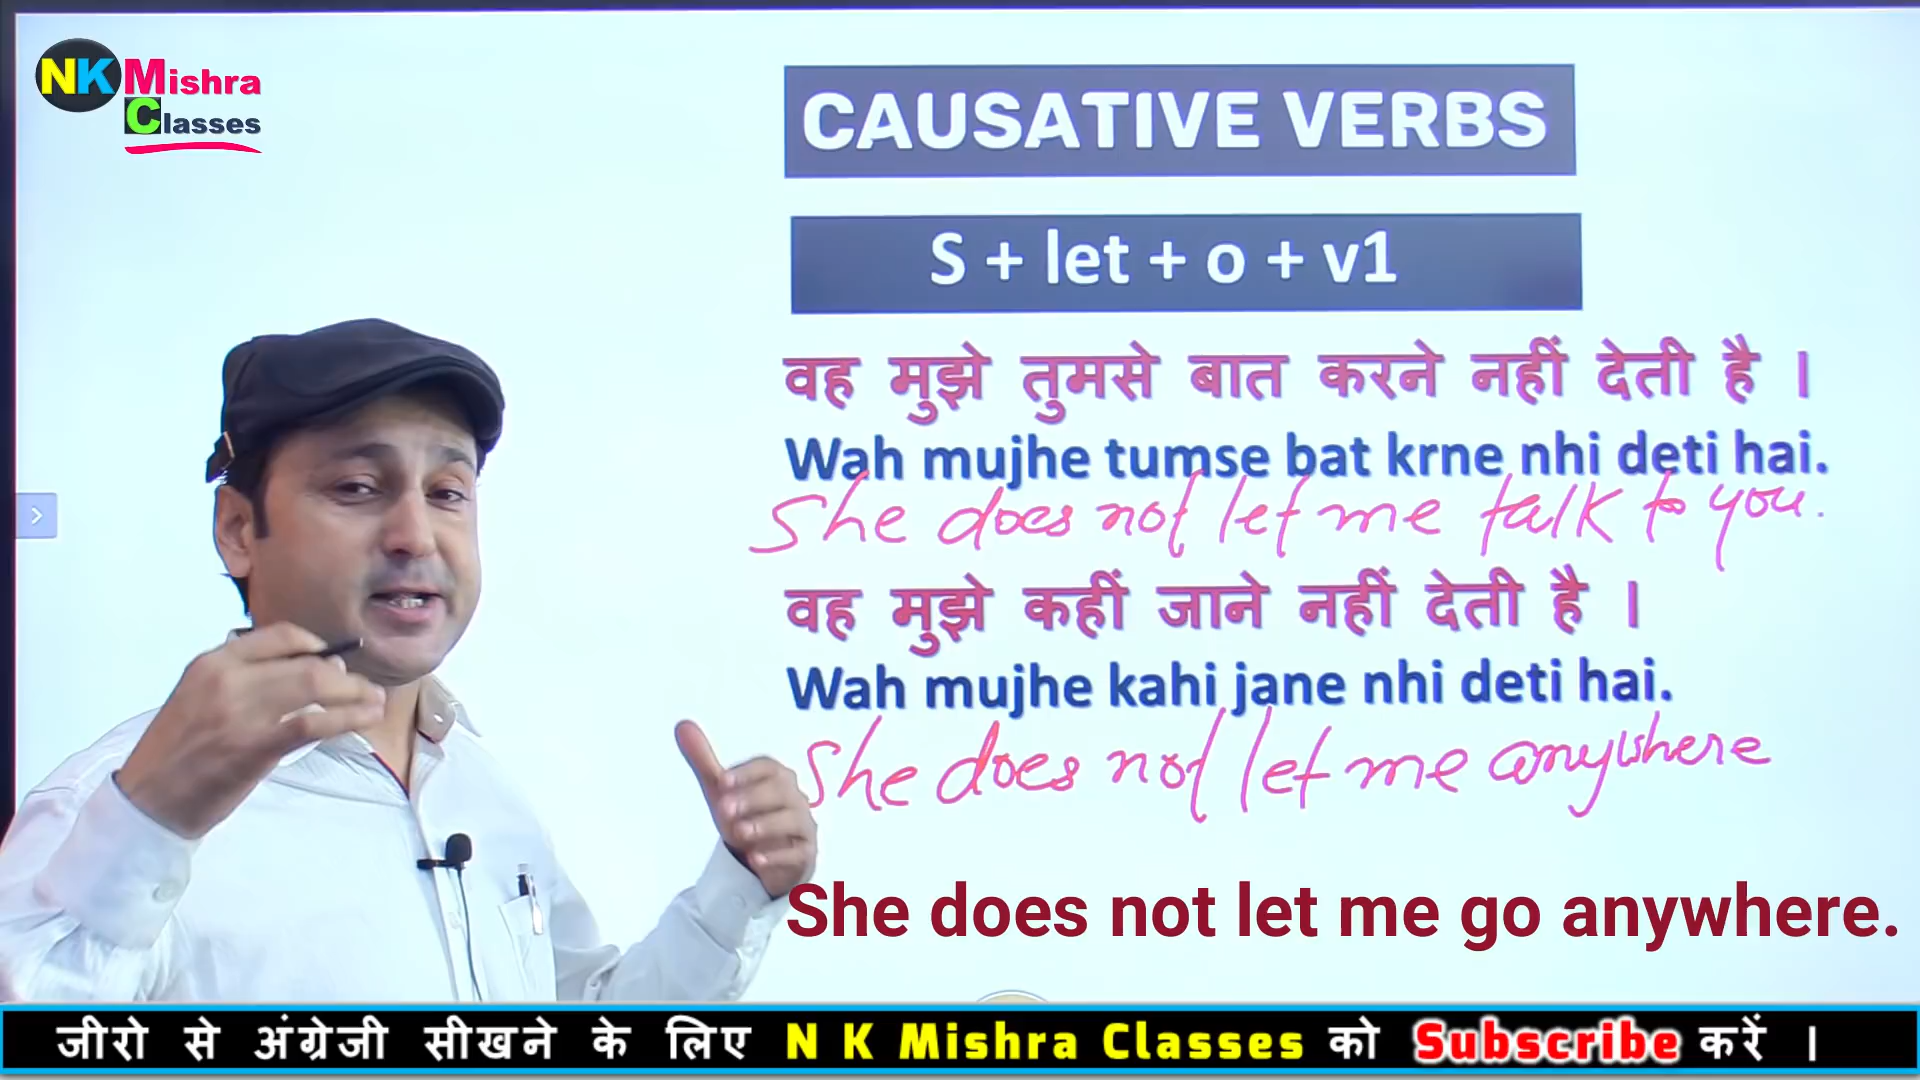 NK Mishra
Classes
CAUSATIVE VERBS
S + let + o + v1
वह मुझे तुमसे बात करने नहीं देती है ।
Wah mujhe tumse bat krne nhi deti hai.
She does not let me talk to you.
वह मुझे कहीं जाने नहीं देती है ।
Wah mujhe kahi jane nhi deti hai.
She does not let me anywhere
She does not let me go anywhere.
जीरो से अंग्रेजी सीखने के लिए N K Mishra Classes को Subscribe करें ।